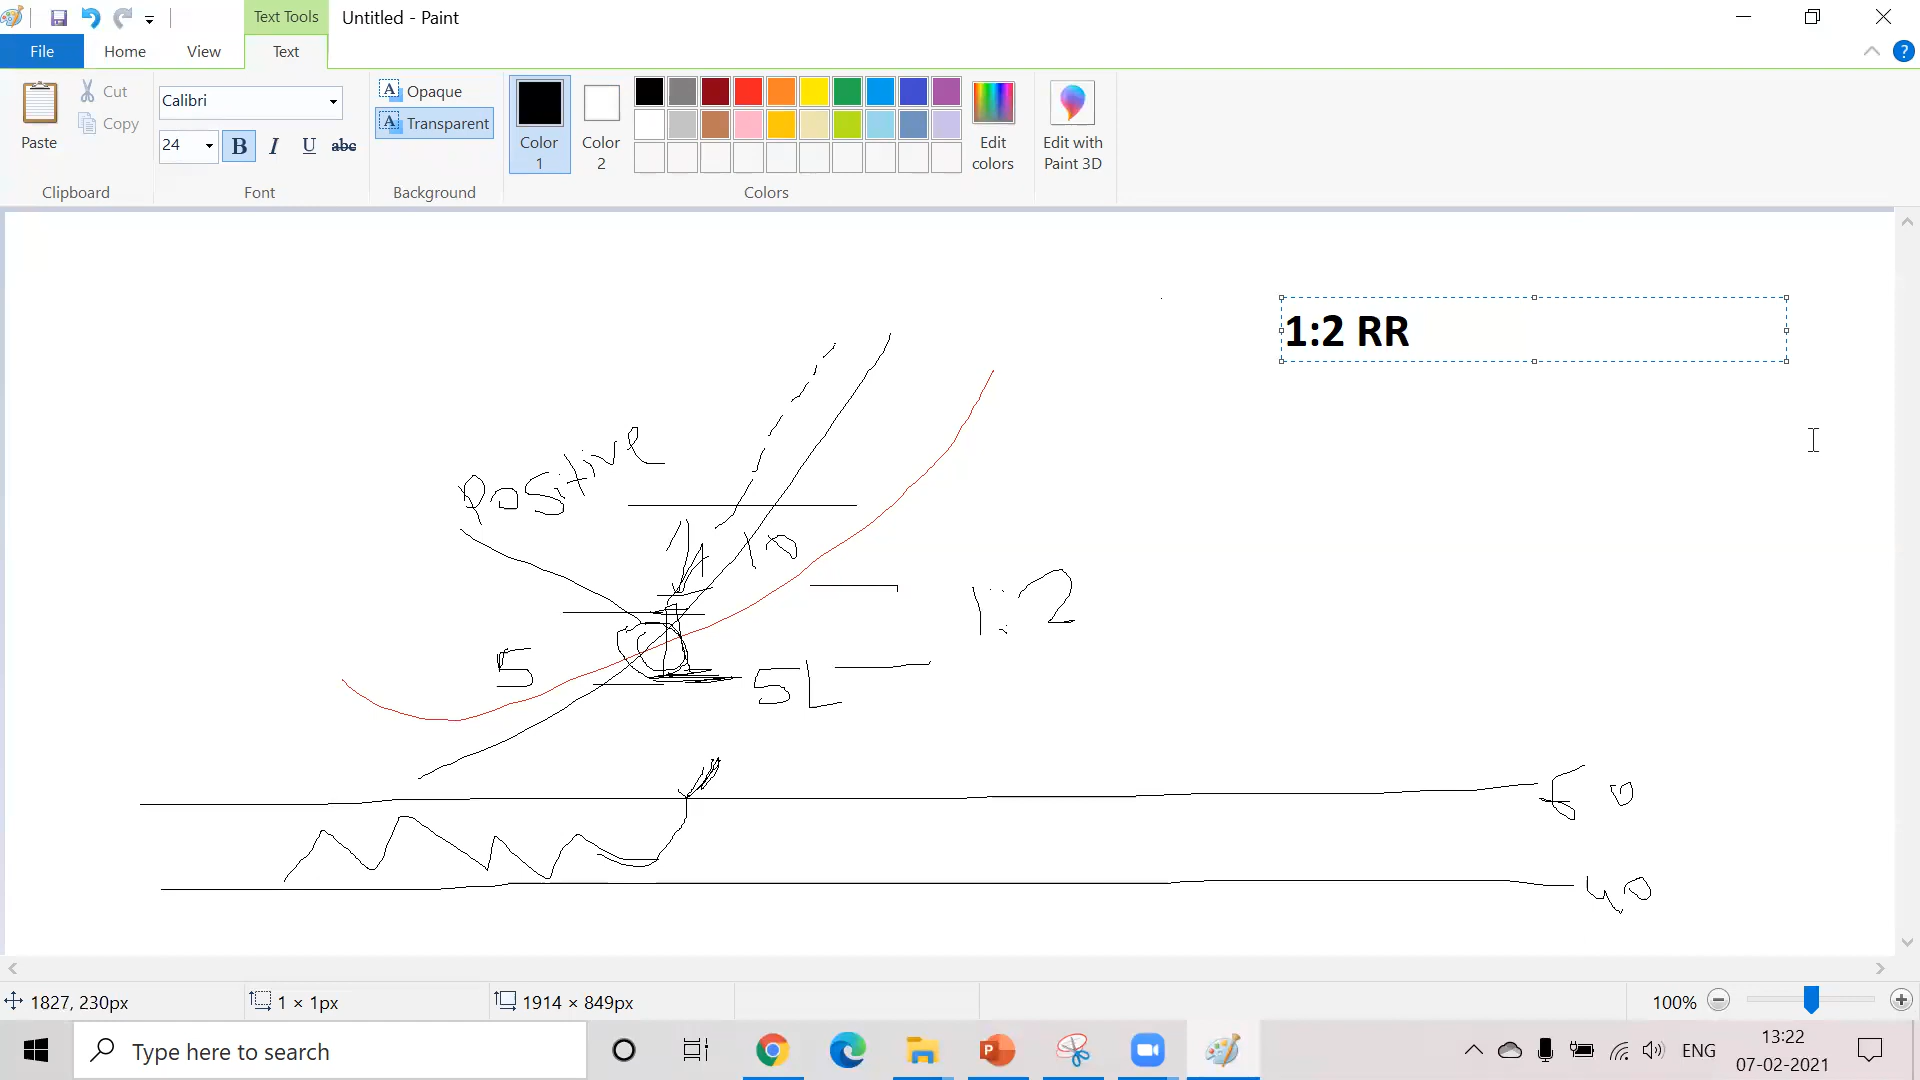 Text Tools
Untitled - Paint
File
Home
View
Text
Paste
Cut
Copy
Clipboard
Calibri
24
B I U abc
Font
A Opaque
A Transparent
Background
Color 1
Color 2
Colors
Edit colors
Edit with Paint 3D
1:2 RR
Positive
10
1:2
5
SL
60
40
1827, 230px
1 × 1px
1914 × 849px
100%
Type here to search
ENG
13:22
07-02-2021